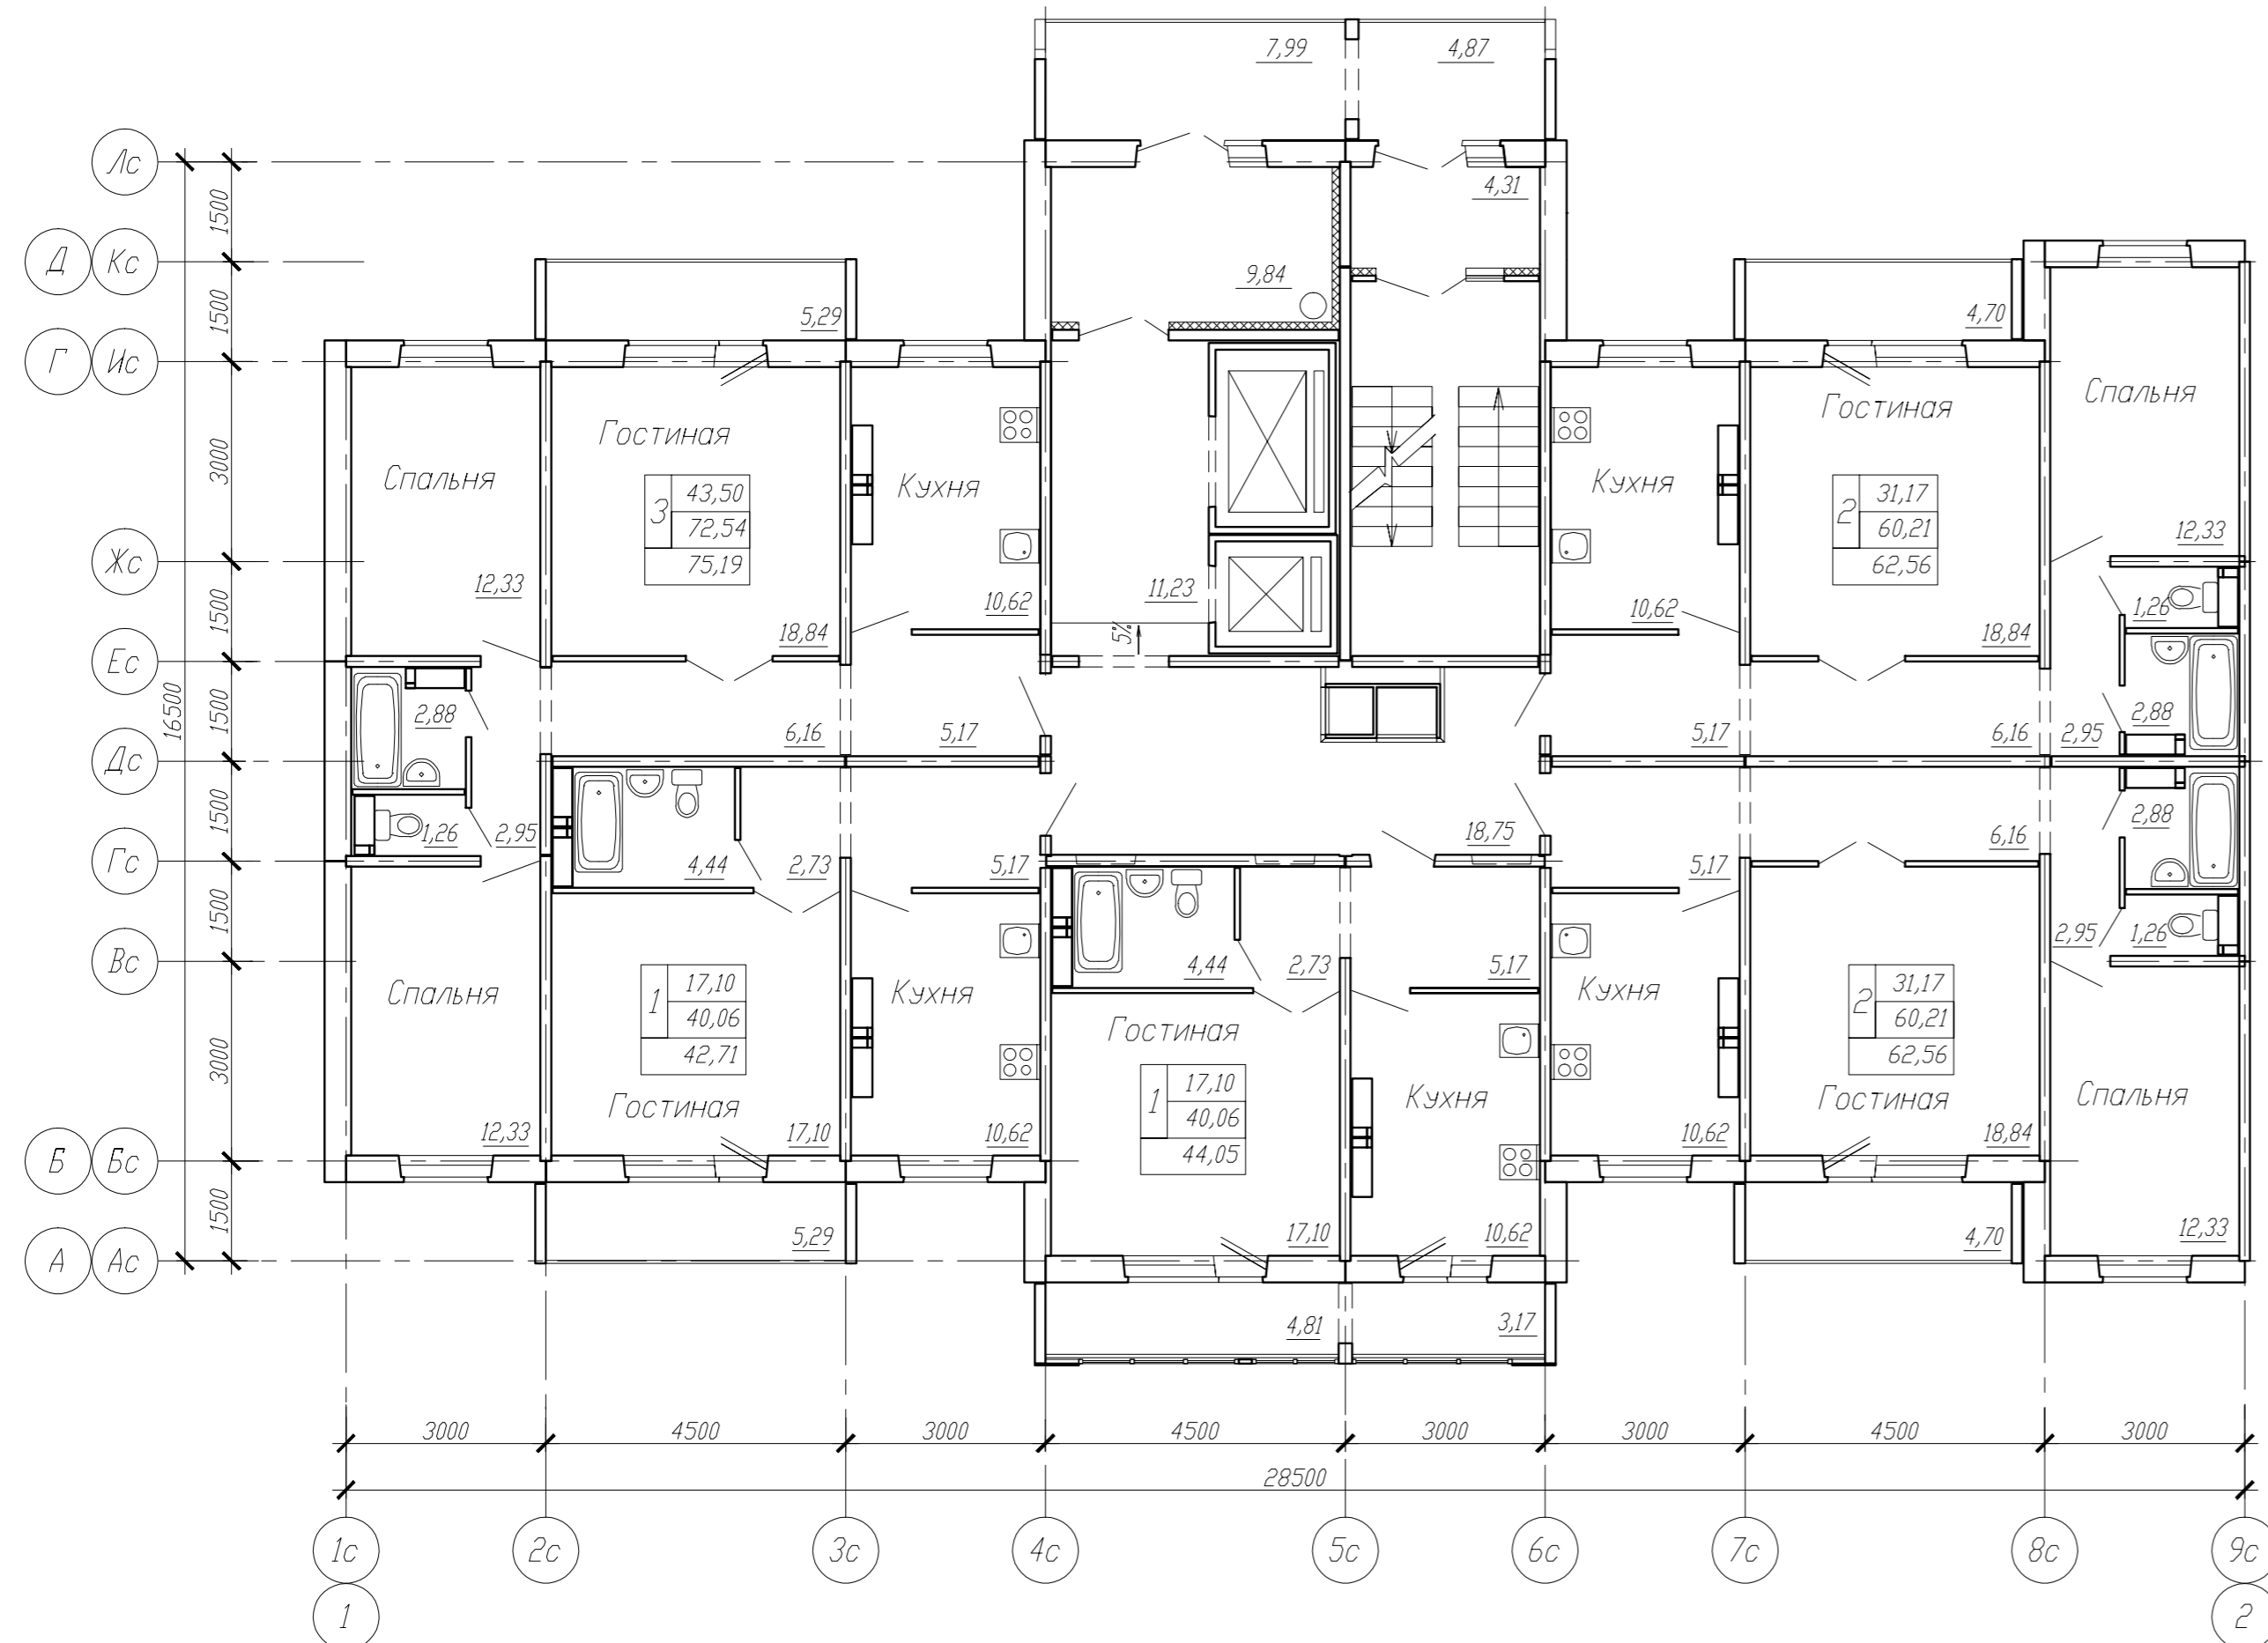 7,99
4,87
Лс
1500
4,31
Д
Кс
1500
9,84
5,29
4,70
Г
Ис
3000
Спальня
Гостиная
Кухня
Кухня
Гостиная
Спальня
3
43,50
72,54
75,19
2
31,17
60,21
62,56
Жс
12,33
18,84
10,62
11,23
5%
10,62
18,84
12,33
1,26
1500
Ес
16500
1500
2,88
6,16
5,17
5,17
6,16
2,95
2,88
Дс
1500
1,26
2,95
4,44
2,73
5,17
18,75
5,17
6,16
2,88
Гс
1500
4,44
2,73
5,17
2,95
1,26
Вс
3000
Спальня
1
17,10
40,06
42,71
Гостиная
Кухня
Гостиная
1
17,10
40,06
44,05
Кухня
Кухня
2
31,17
60,21
62,56
Гостиная
Спальня
12,33
17,10
10,62
10,62
18,84
Б
Бс
1500
5,29
17,10
10,62
4,70
12,33
А
Ас
4,81
3,17
3000
4500
3000
4500
3000
3000
4500
3000
28500
1с
2с
3с
4с
5с
6с
7с
8с
9с
1
2